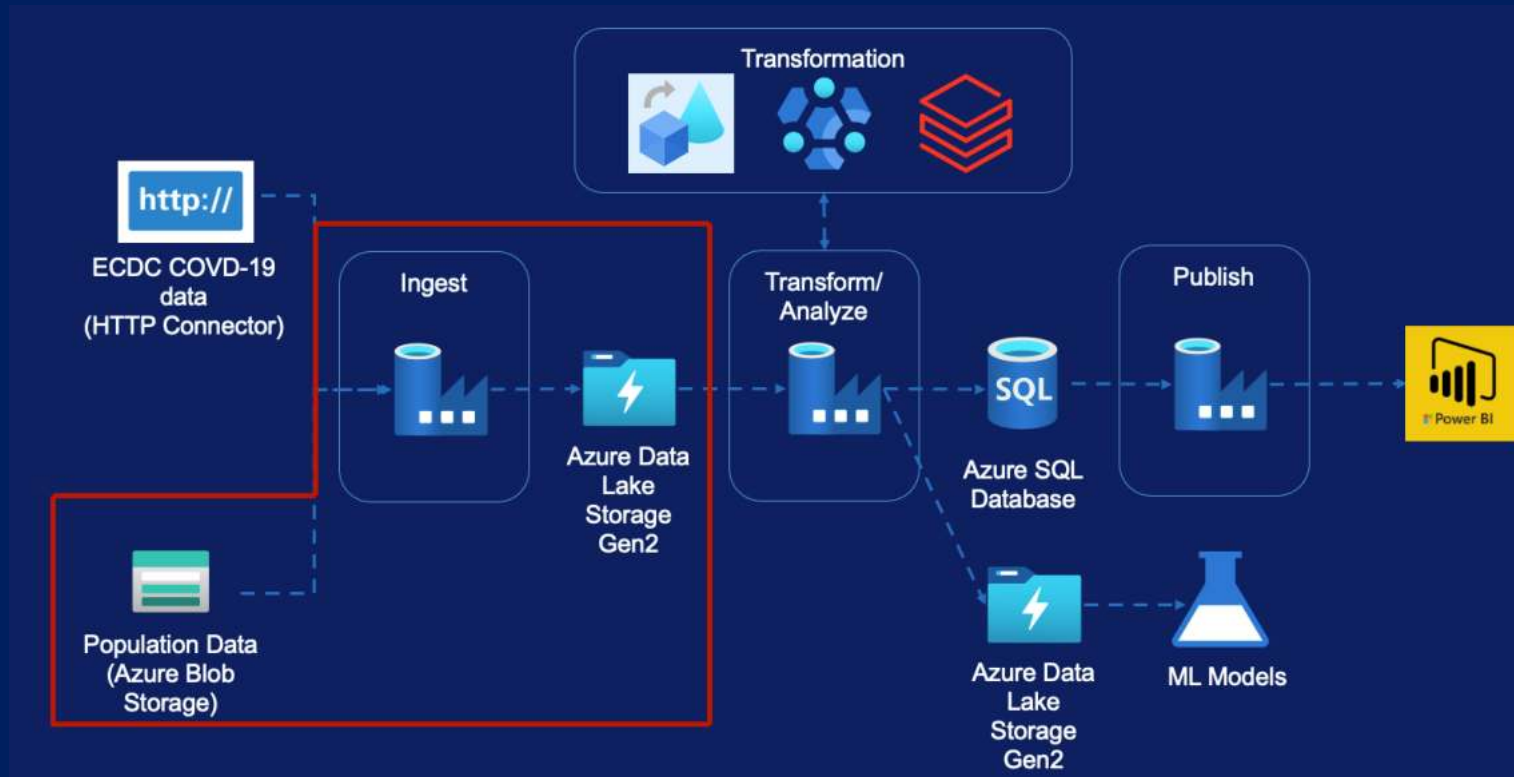 Transformation
http://
ECDC COVD-19
data
(HTTP Connector)
Ingest
Azure Data
Lake
Storage
Gen2
Transform/
Analyze
SQL
Azure SQL
Database
Publish
Power BI
Population Data
(Azure Blob
Storage)
Azure Data
Lake
Storage
Gen2
ML Models